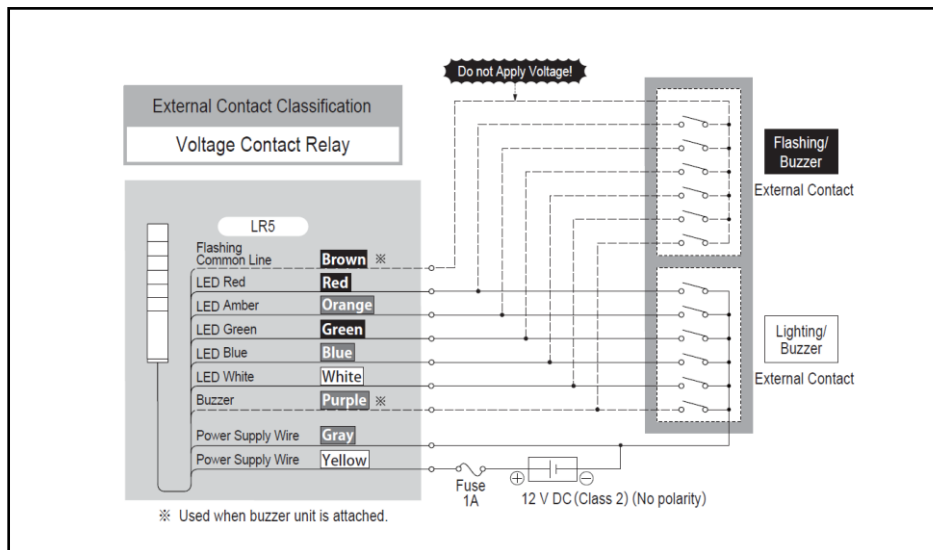 Do not Apply Voltage!
External Contact Classification
Voltage Contact Relay
Flashing/
Buzzer
External Contact
LR5
Flashing
Common Line Brown ※
LED Red Red
LED Amber Orange
LED Green Green
LED Blue Blue
LED White White
Buzzer Purple ※
Lighting/
Buzzer
External Contact
Power Supply Wire Gray
Power Supply Wire Yellow
Fuse
1A
+ −
12 V DC (Class 2) (No polarity)
※ Used when buzzer unit is attached.